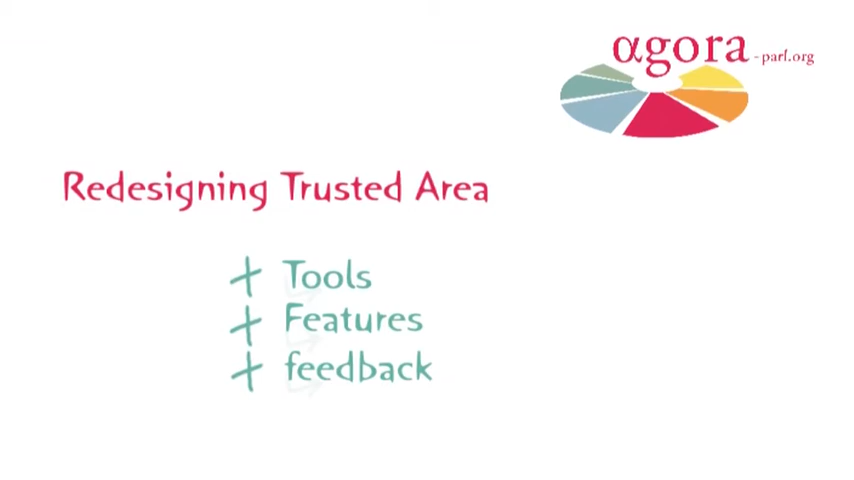 αgora - parl.org
Redesigning Trusted Area
+ Tools
+ Features
+ feedback